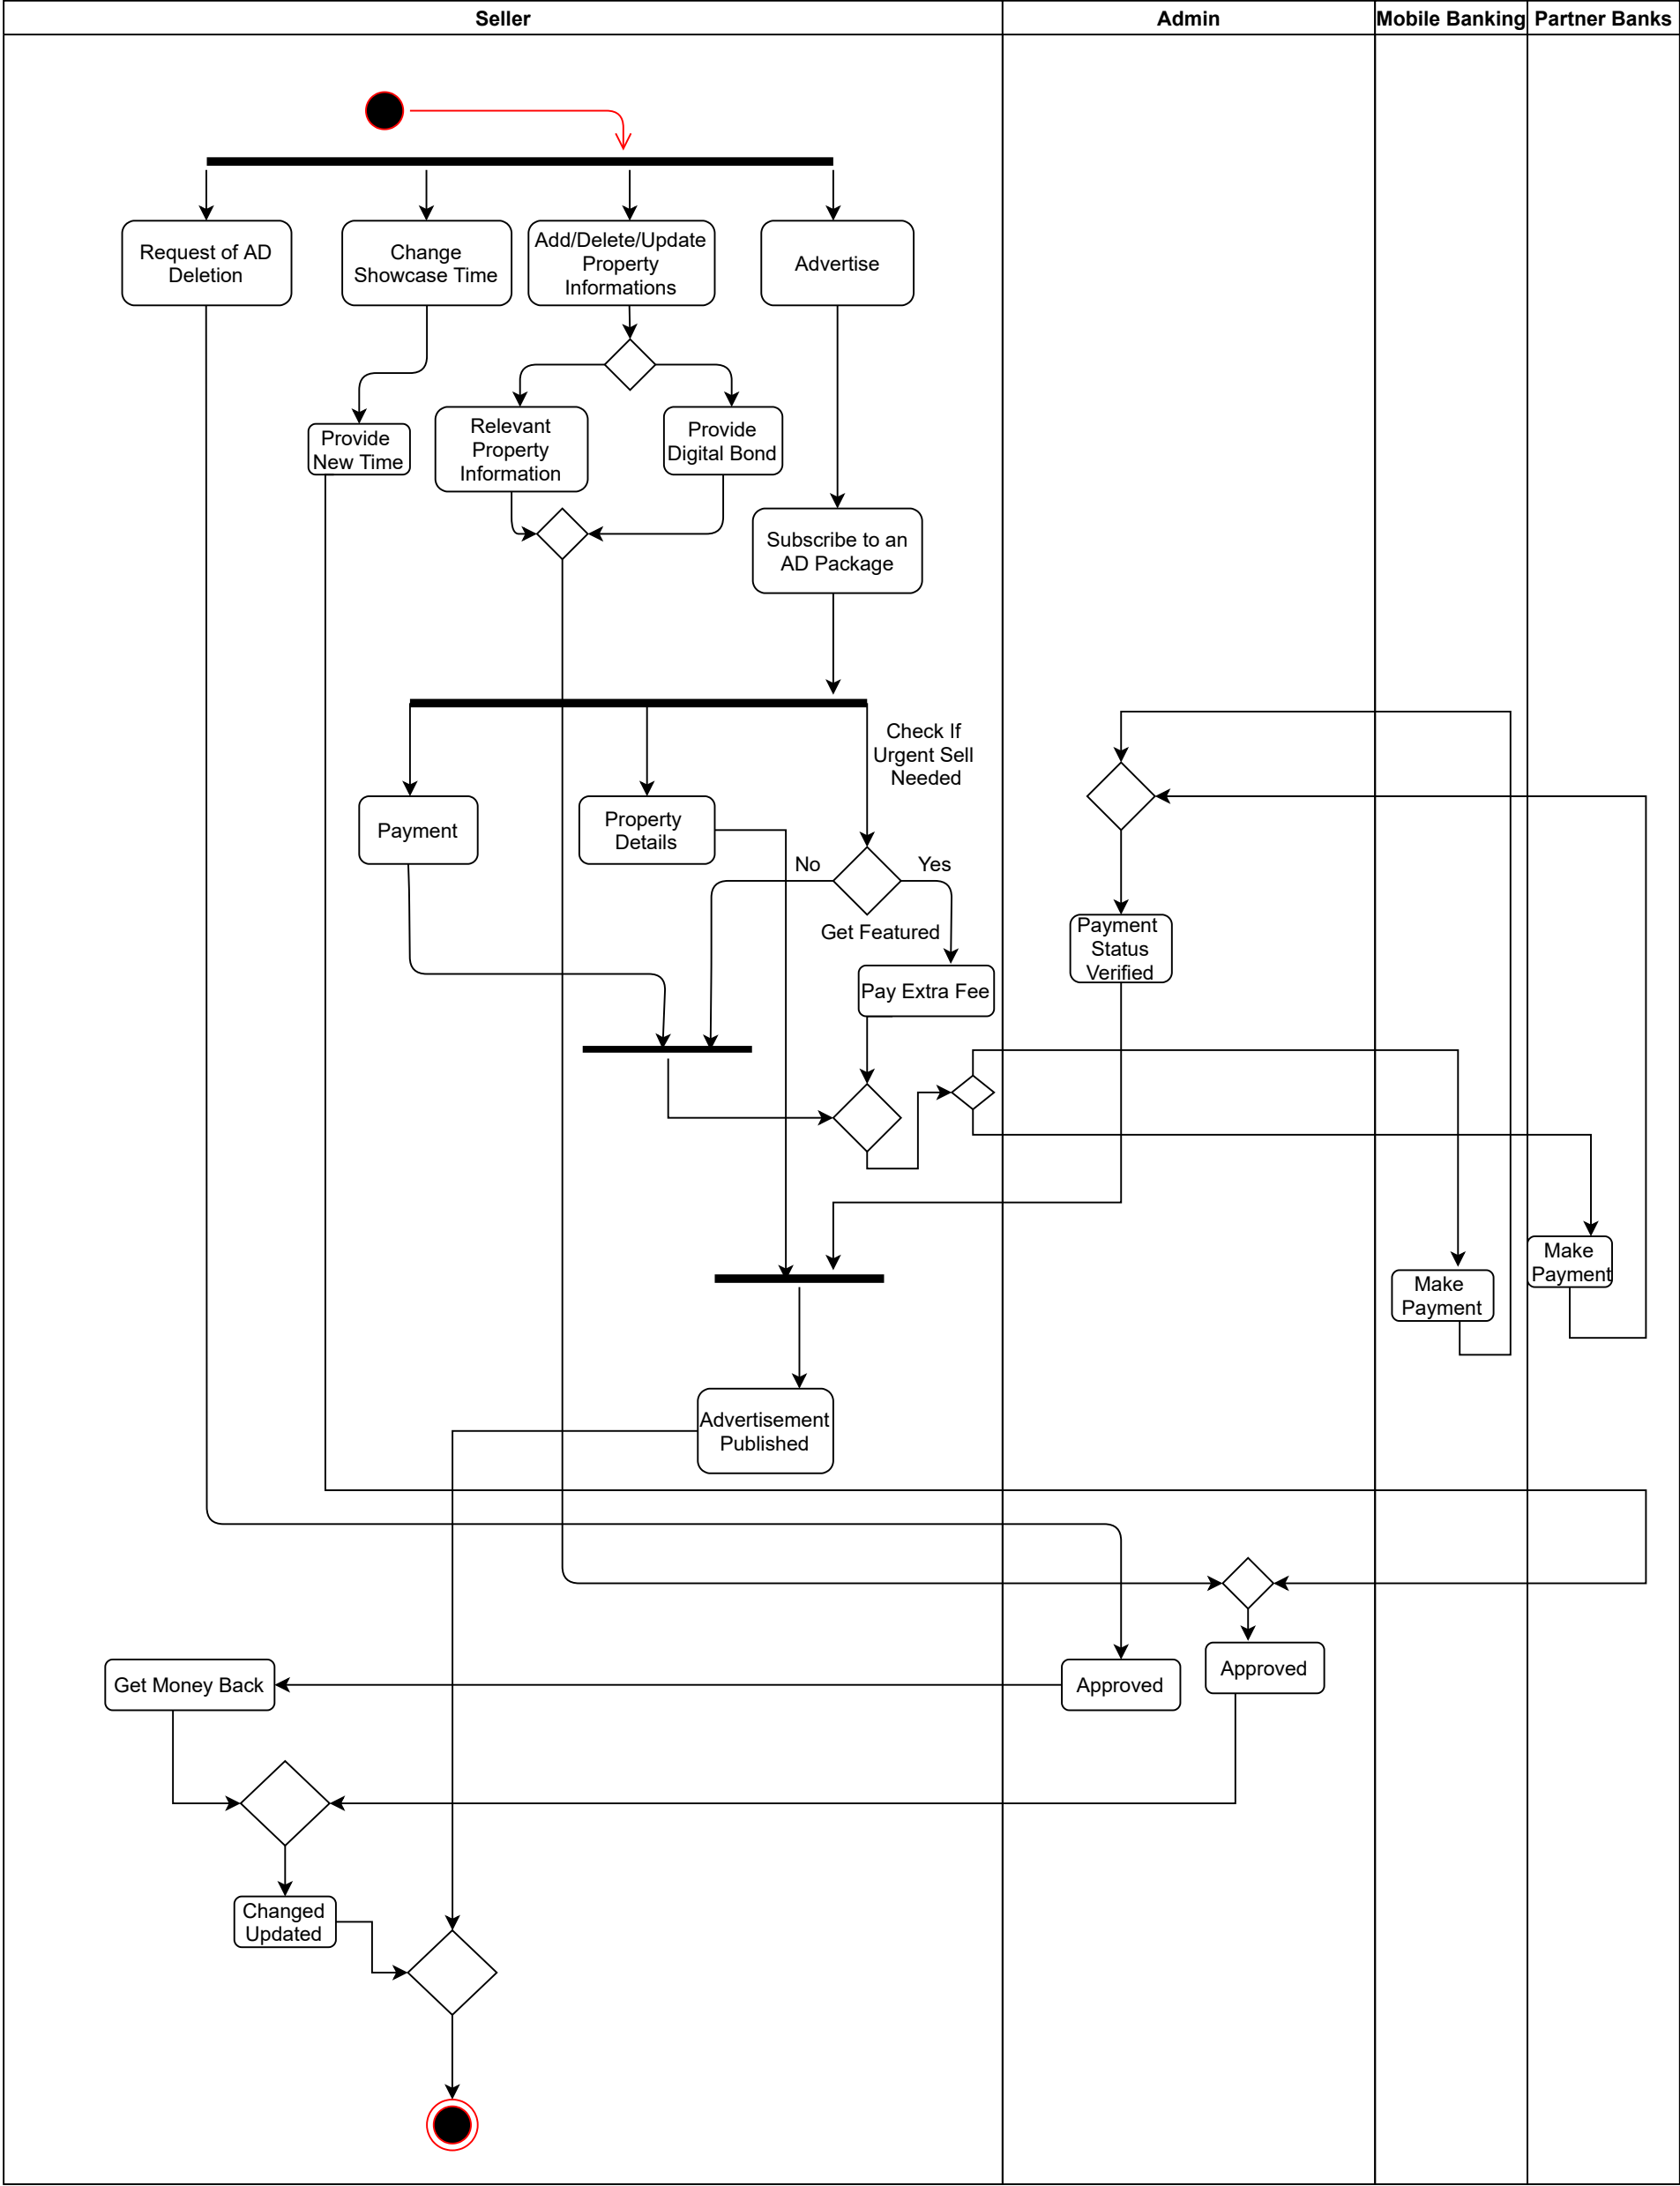 Seller
Admin
Mobile Banking
Partner Banks
Request of AD
Deletion
Change
Showcase Time
Add/Delete/Update
Property
Informations
Advertise
Provide
New Time
Relevant
Property
Information
Provide
Digital Bond
Subscribe to an
AD Package
Check If
Urgent Sell
Needed
Payment
Property
Details
No
Yes
Get Featured
Payment
Status
Verified
Pay Extra Fee
Make
Payment
Make
Payment
Advertisement
Published
Approved
Get Money Back
Approved
Changed
Updated